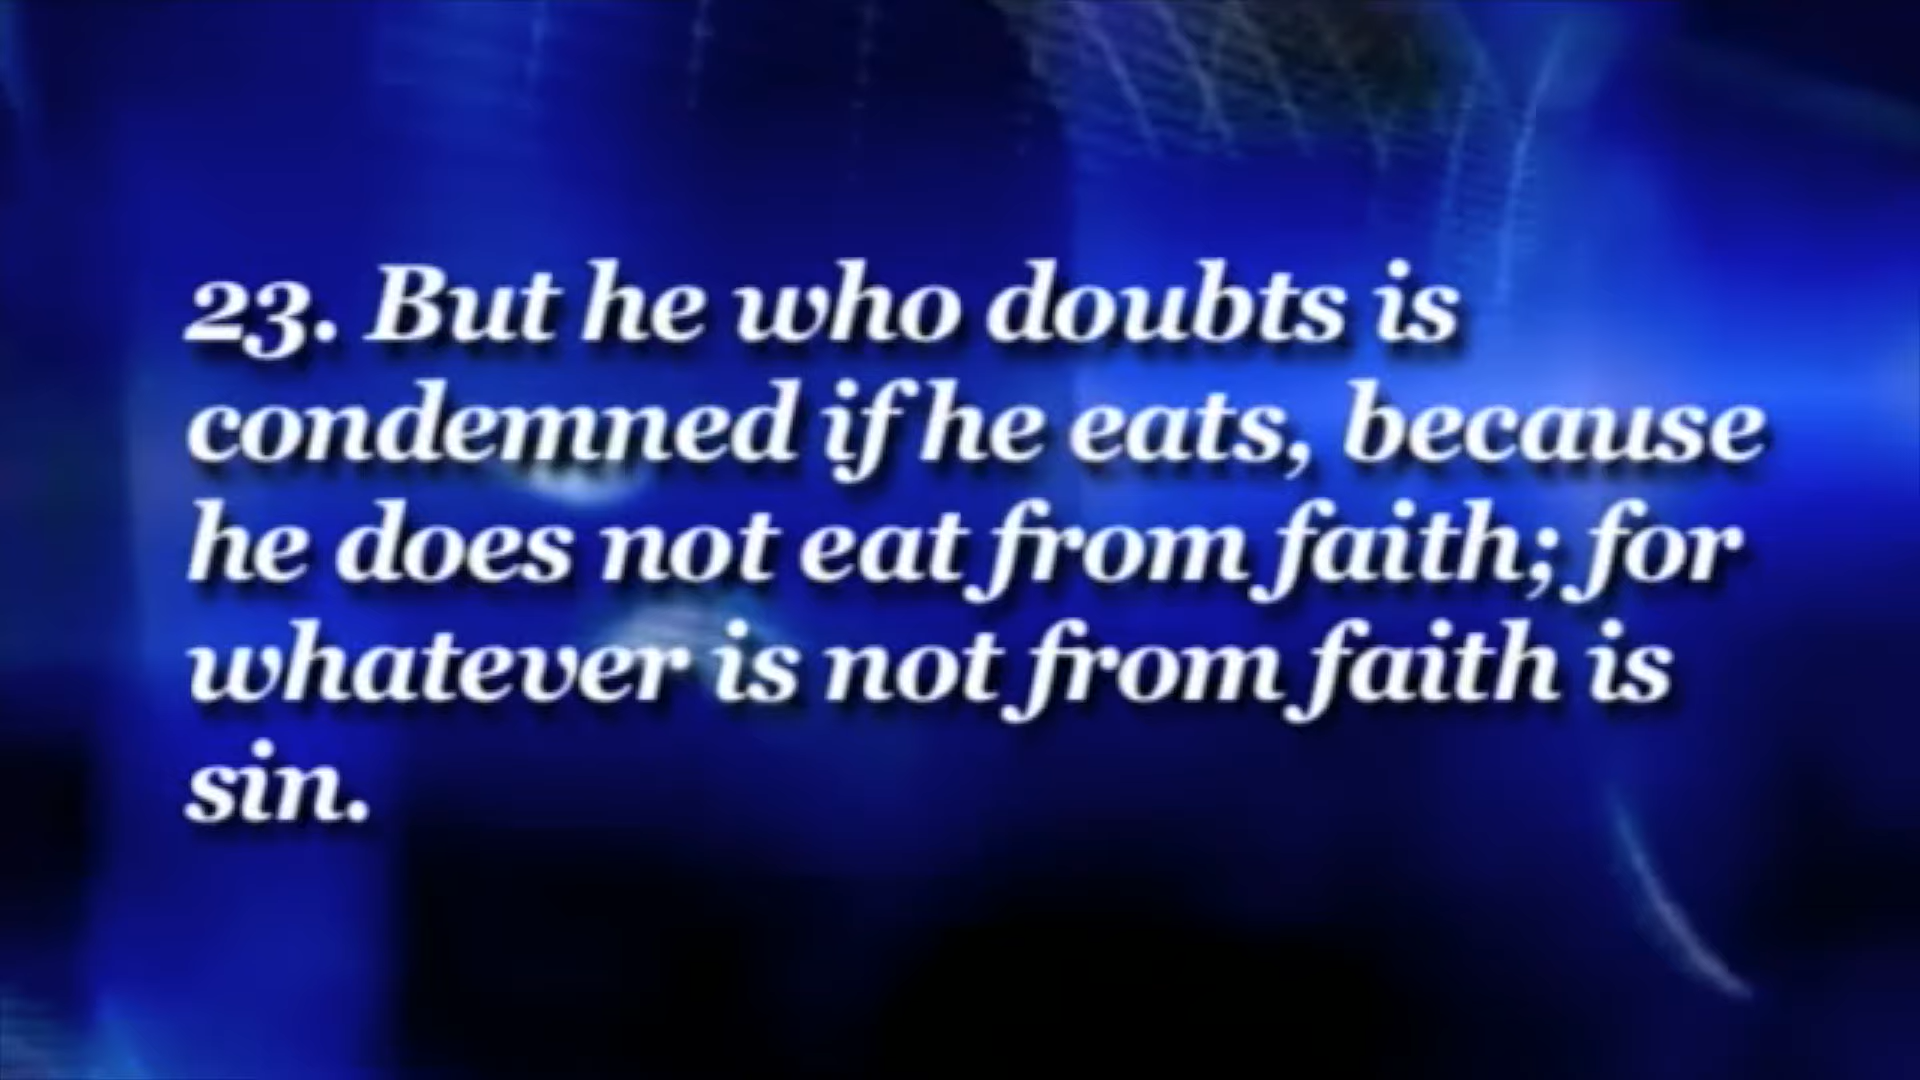 23. But he who doubts is
condemned if he eats, because
he does not eat from faith; for
whatever is not from faith is
sin.